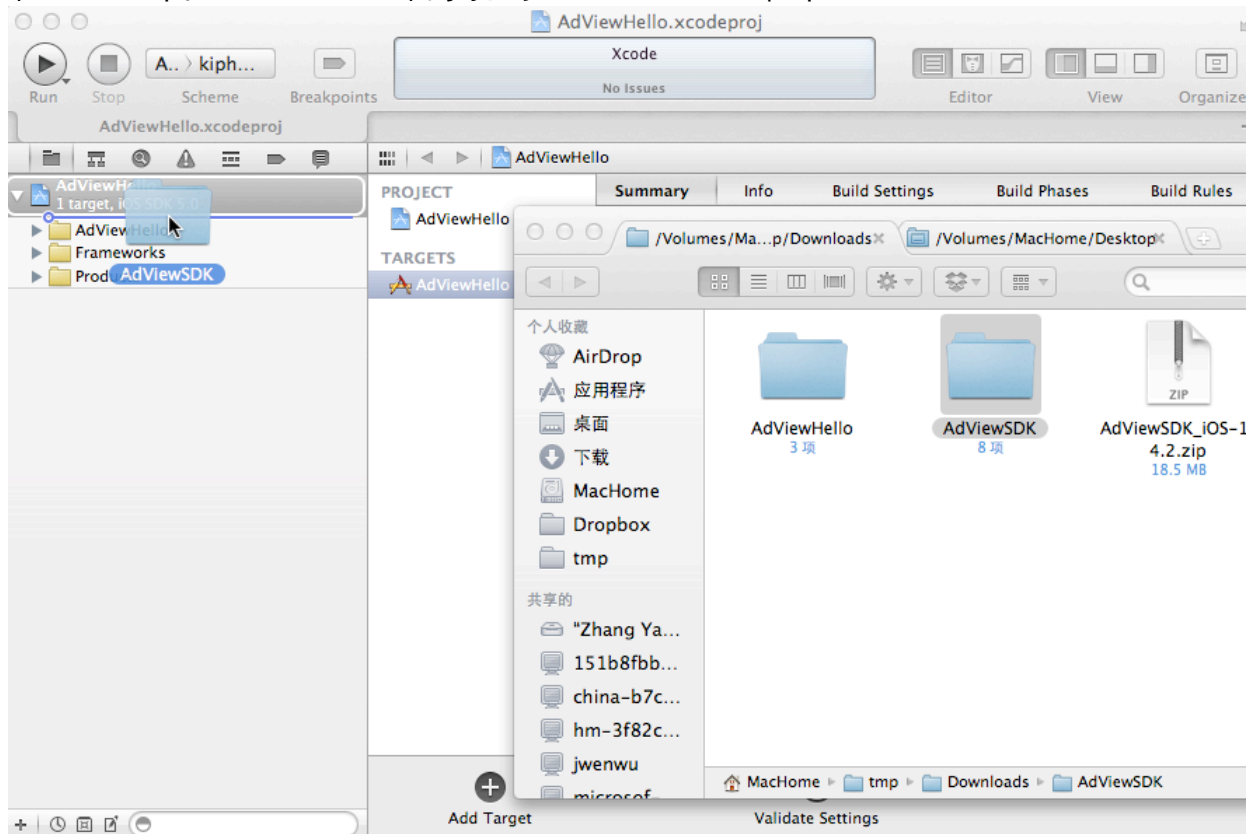 AdViewHello.xcodeproj
A.. 〉 kiph...
Xcode
No Issues
Run
Stop
Scheme
Breakpoints
Editor
View
Organize
AdViewHello.xcodeproj
AdViewHello
AdViewHello
1 target, iOS SDK 5.0
AdViewHello
Frameworks
AdViewSDK
PROJECT
AdViewHello
TARGETS
AdViewHello
Summary
Info
Build Settings
Build Phases
Build Rules
/Volumes/Ma...p/Downloads
/Volumes/MacHome/Desktop
个人收藏
AirDrop
应用程序
桌面
下载
MacHome
Dropbox
tmp
共享的
"Zhang Ya...
151b8fbb...
china-b7c...
hm-3f82c...
jwenwu
AdViewHello
3 项
AdViewSDK
8 项
ZIP
AdViewSDK_iOS-1
4.2.zip
18.5 MB
MacHome
tmp
Downloads
AdViewSDK
Add Target
Validate Settings